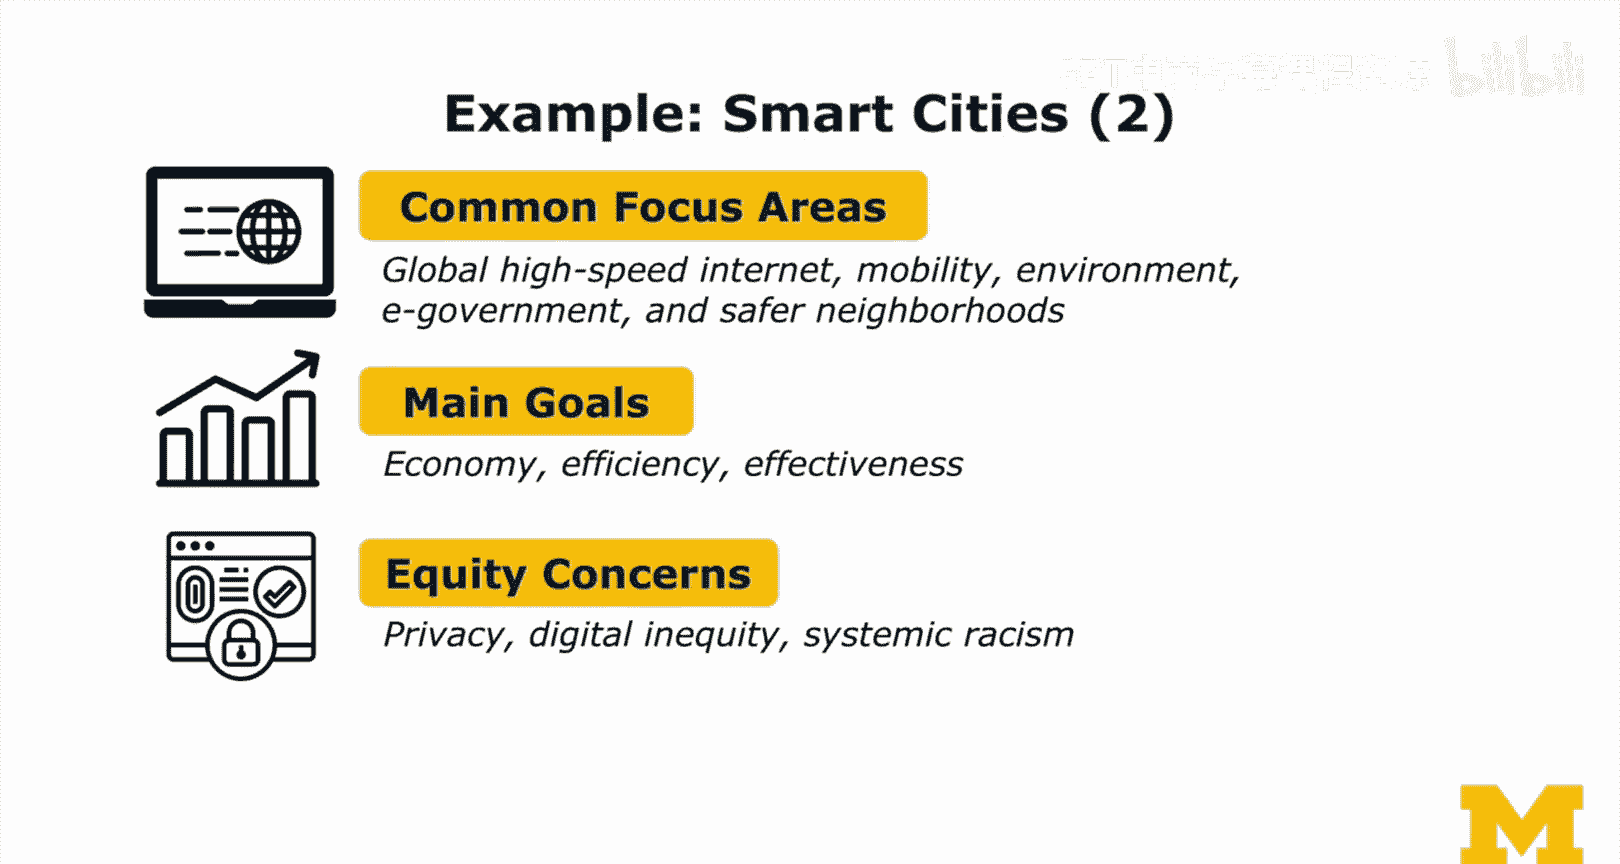 bilibili
Example: Smart Cities (2)
Common Focus Areas
Global high-speed internet, mobility, environment,
e-government, and safer neighborhoods
Main Goals
Economy, efficiency, effectiveness
Equity Concerns
Privacy, digital inequity, systemic racism
M